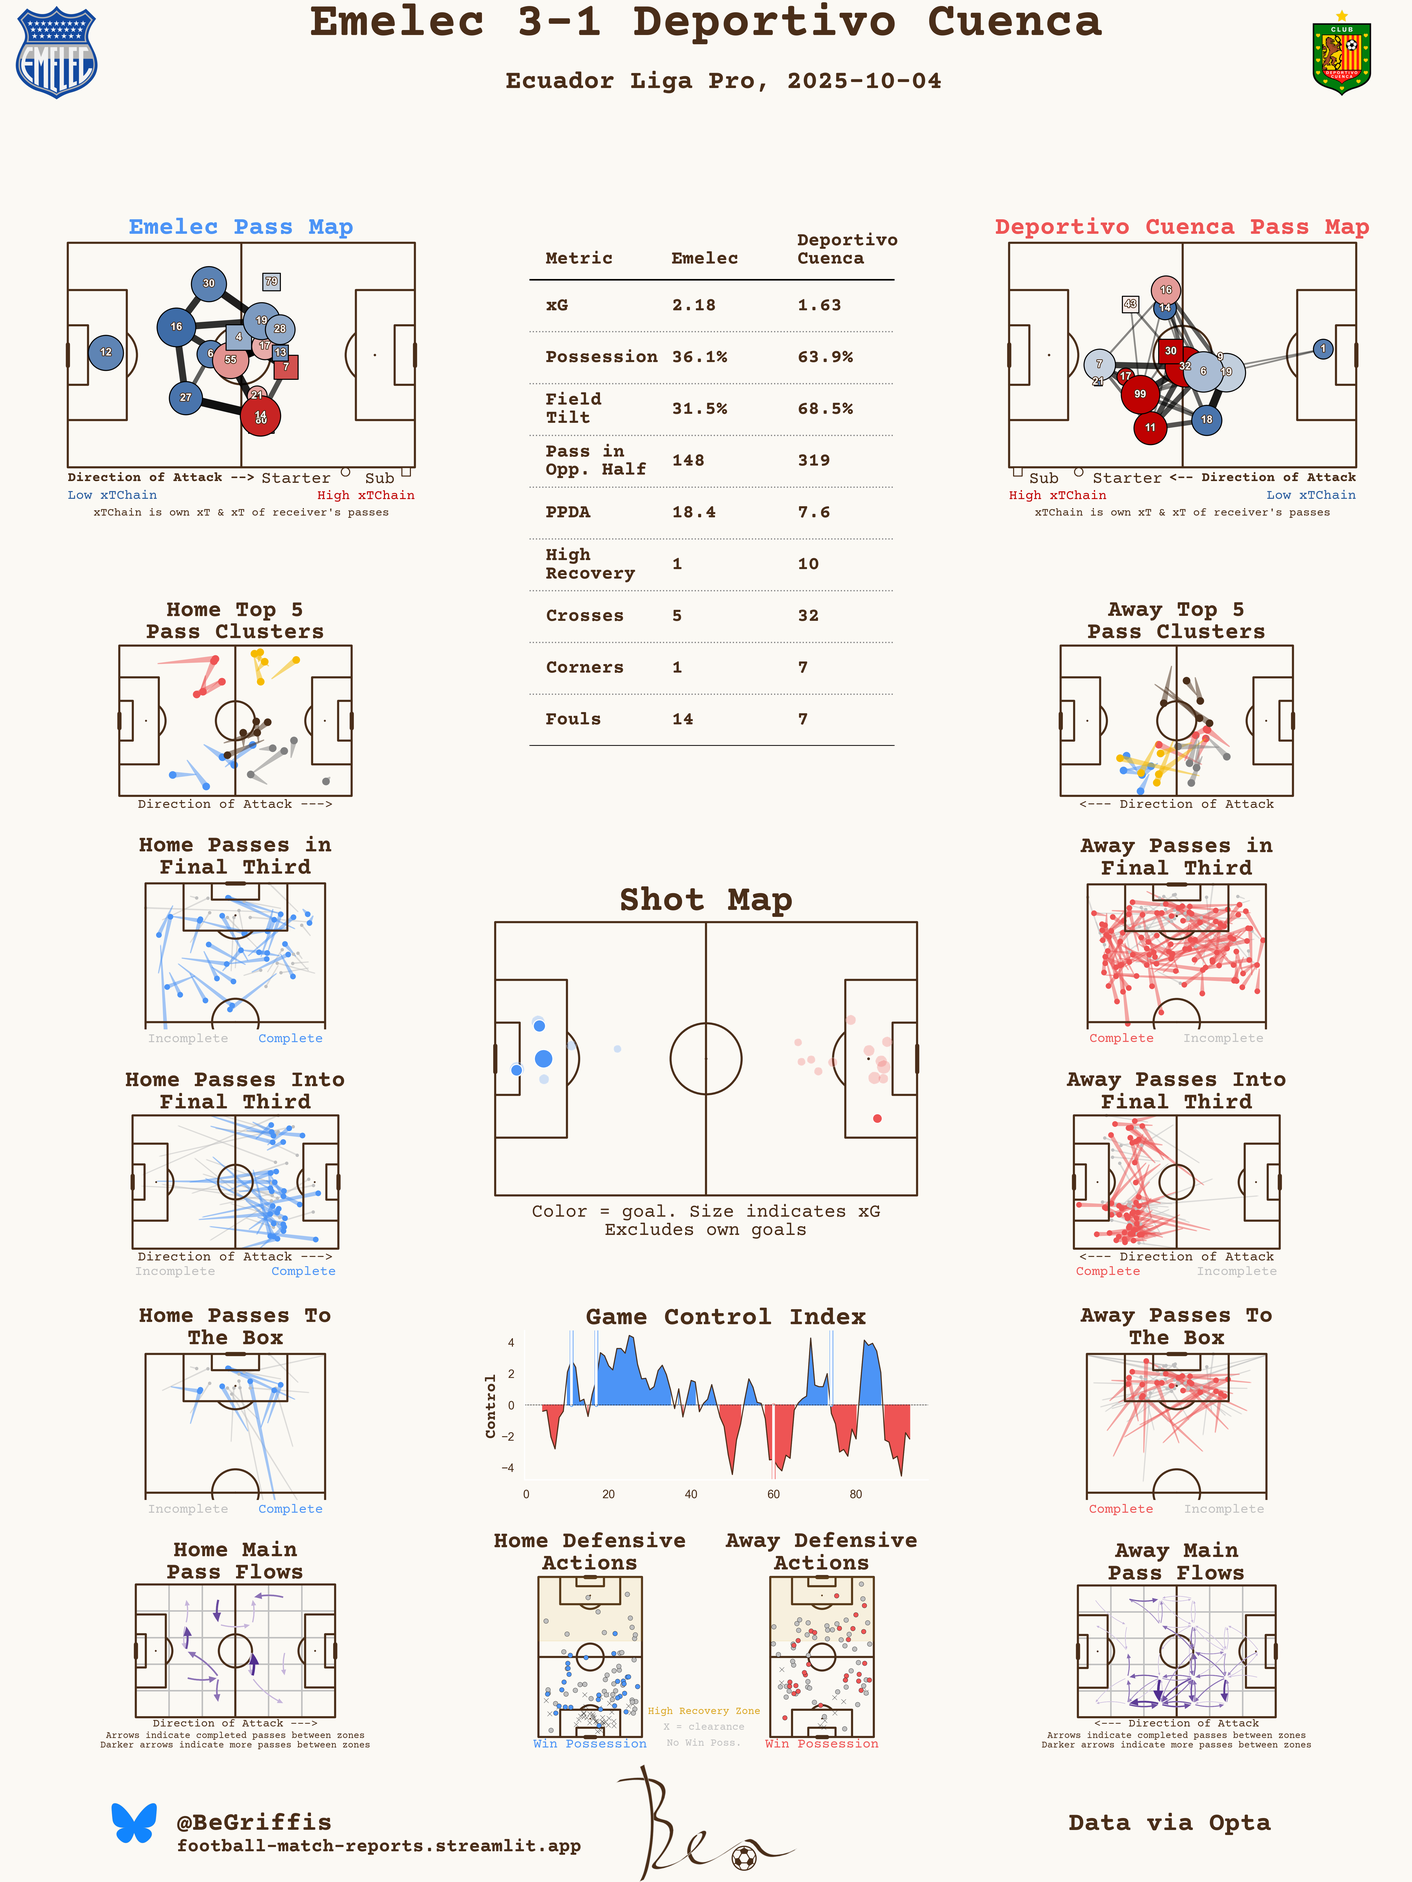 Emelec 3-1 Deportivo Cuenca
Ecuador Liga Pro, 2025-10-04
EMELEC
CLUB
DEPORTIVO
CUENCA
Emelec Pass Map
30
79
16
19
28
4
17
12
6
55
13
7
27
21
14
80
Direction of Attack --> Starter Sub
Low xTChain High xTChain
xTChain is own xT & xT of receiver's passes
Metric Emelec Deportivo Cuenca
xG 2.18 1.63
Possession 36.1% 63.9%
Field Tilt 31.5% 68.5%
Pass in Opp. Half 148 319
PPDA 18.4 7.6
High Recovery 1 10
Crosses 5 32
Corners 1 7
Fouls 14 7
Deportivo Cuenca Pass Map
16
43
14
30
9
1
7
32
6
19
17
21
99
18
11
Sub Starter <-- Direction of Attack
High xTChain Low xTChain
xTChain is own xT & xT of receiver's passes
Home Top 5
Pass Clusters
Direction of Attack --->
Away Top 5
Pass Clusters
<--- Direction of Attack
Home Passes in
Final Third
Incomplete Complete
Away Passes in
Final Third
Complete Incomplete
Shot Map
Color = goal. Size indicates xG
Excludes own goals
Home Passes Into
Final Third
Direction of Attack --->
Incomplete Complete
Away Passes Into
Final Third
<--- Direction of Attack
Complete Incomplete
Home Passes To
The Box
Incomplete Complete
Game Control Index
Control
4
2
0
−2
−4
0 20 40 60 80
Away Passes To
The Box
Complete Incomplete
Home Main
Pass Flows
Direction of Attack --->
Arrows indicate completed passes between zones
Darker arrows indicate more passes between zones
Home Defensive
Actions
Win Possession
High Recovery Zone
X = clearance
No Win Poss.
Away Defensive
Actions
Win Possession
Away Main
Pass Flows
<--- Direction of Attack
Arrows indicate completed passes between zones
Darker arrows indicate more passes between zones
@BeGriffis
football-match-reports.streamlit.app
Ben
Data via Opta